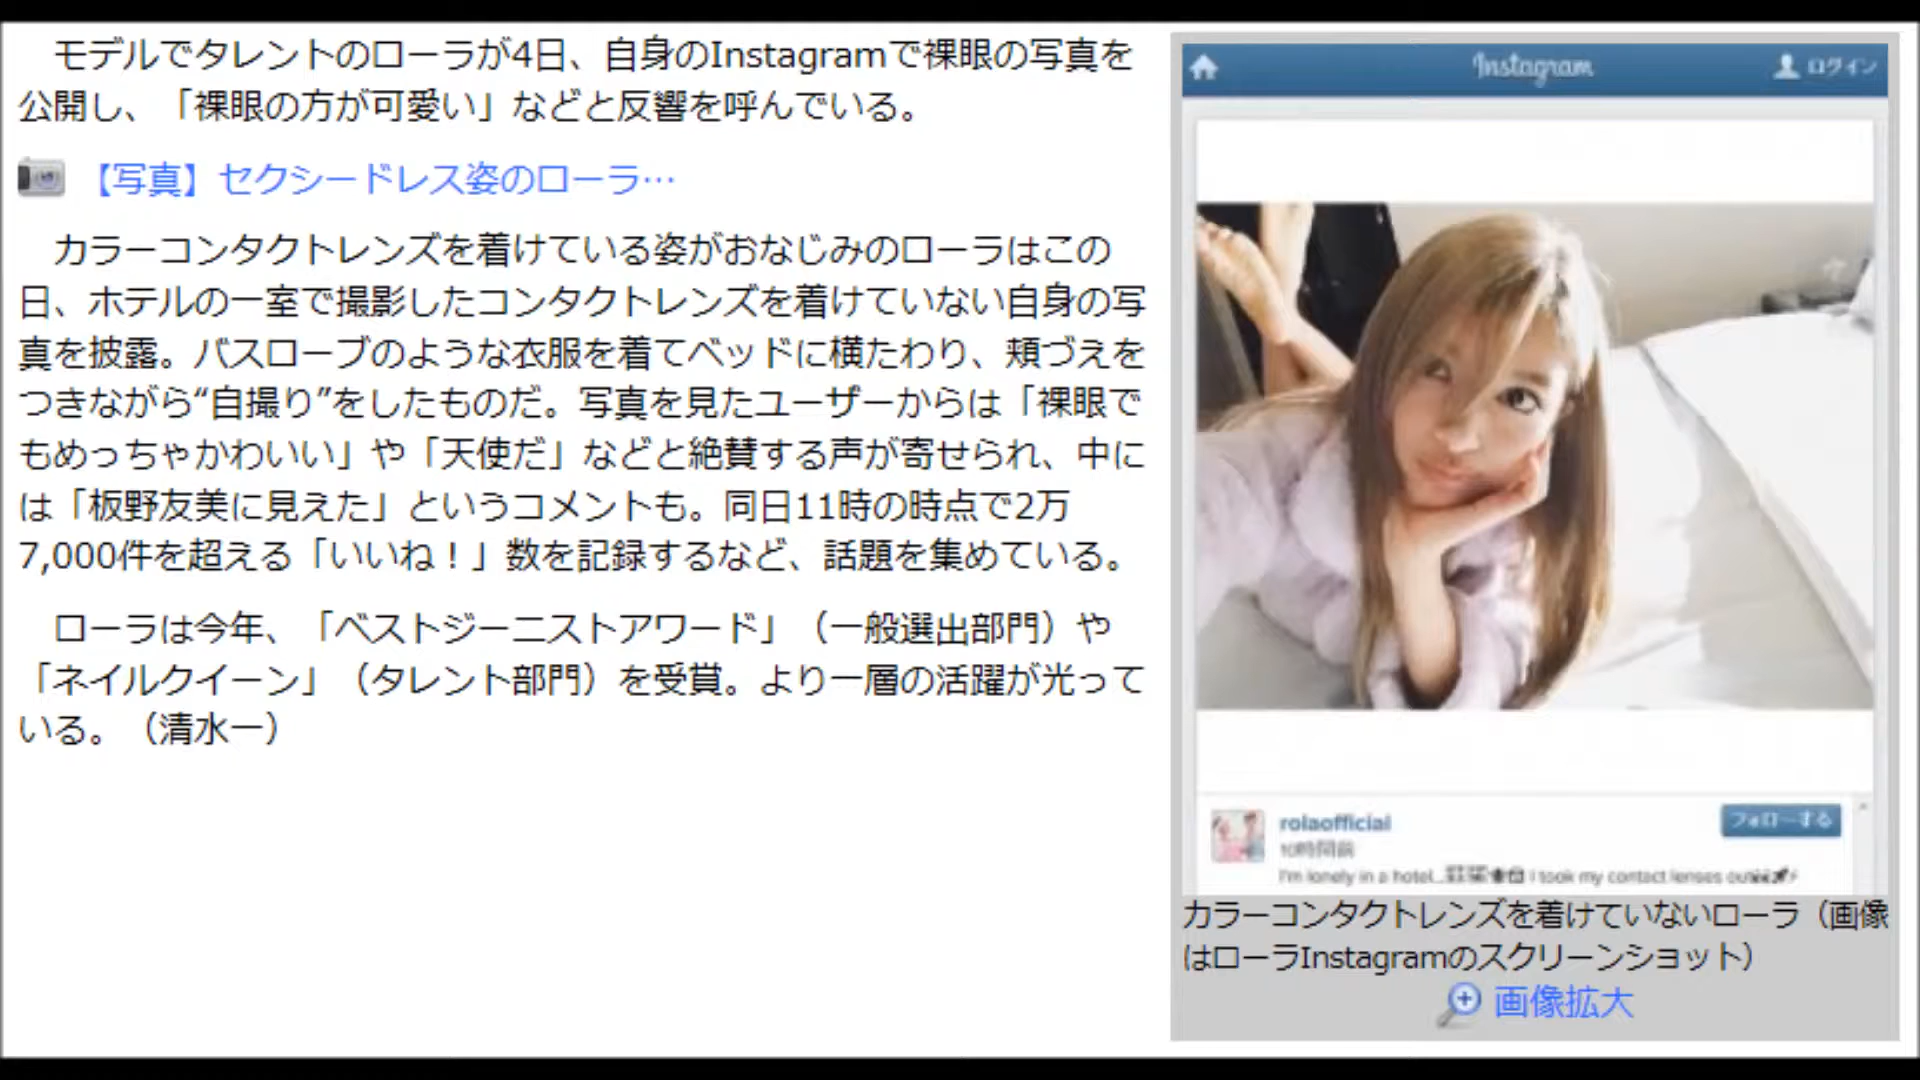 モデルでタレントのローラが4日、自身のInstagramで裸眼の写真を
公開し、「裸眼の方が可愛い」などと反響を呼んでいる。
【写真】セクシードレス姿のローラ…
カラーコンタクトレンズを着けている姿がおなじみのローラはこの
日、ホテルの一室で撮影したコンタクトレンズを着けていない自身の写
真を披露。バスローブのような衣服を着てベッドに横たわり、頬づえを
つきながら“自撮り”をしたものだ。写真を見たユーザーからは「裸眼で
もめっちゃかわいい」や「天使だ」などと絶賛する声が寄せられ、中に
は「板野友美に見えた」というコメントも。同日11時の時点で2万
7,000件を超える「いいね！」数を記録するなど、話題を集めている。
ローラは今年、「ベストジーニストアワード」（一般選出部門）や
「ネイルクイーン」（タレント部門）を受賞。より一層の活躍が光って
いる。（清水一）
Instagram
ログイン
rolaofficial
フォローする
10時間前
I'm lonely in a hotel... I took my contact lenses out
カラーコンタクトレンズを着けていないローラ（画像
はローラInstagramのスクリーンショット）
画像拡大